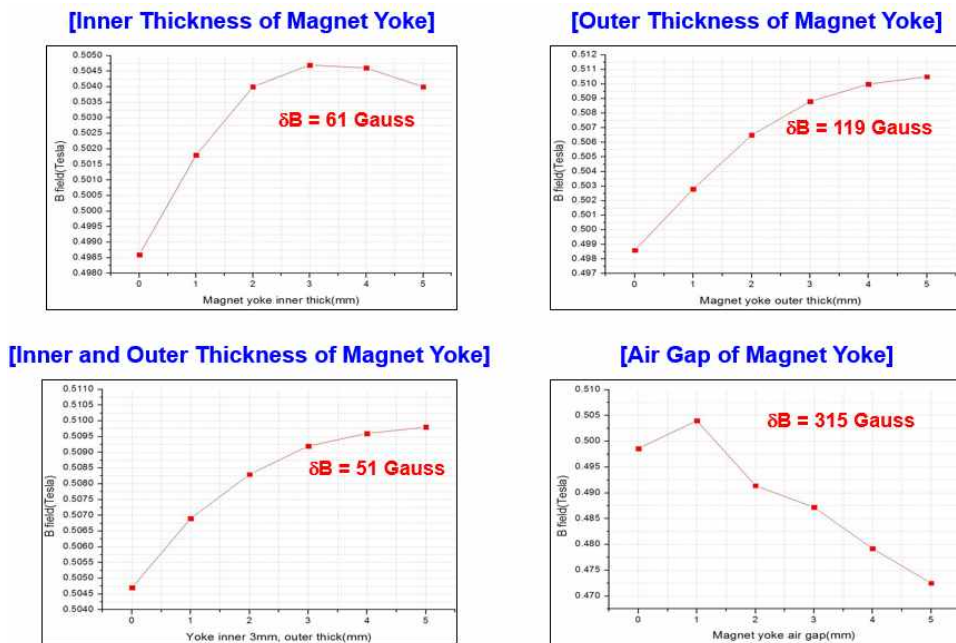 [Inner Thickness of Magnet Yoke]
0.5050
0.5045
0.5040
0.5035
0.5030
0.5025
0.5020
0.5015
0.5010
0.5005
0.5000
0.4995
0.4990
0.4985
0.4980
B field(Tesla)
δB = 61 Gauss
0 1 2 3 4 5
Magnet yoke inner thick(mm)
[Outer Thickness of Magnet Yoke]
0.512
0.511
0.510
0.509
0.508
0.507
0.506
0.505
0.504
0.503
0.502
0.501
0.500
0.499
0.498
0.497
B field(Tesla)
δB = 119 Gauss
0 1 2 3 4 5
Magnet yoke outer thick(mm)
[Inner and Outer Thickness of Magnet Yoke]
0.5110
0.5105
0.5100
0.5095
0.5090
0.5085
0.5080
0.5075
0.5070
0.5065
0.5060
0.5055
0.5050
0.5045
0.5040
B field(Tesla)
δB = 51 Gauss
0 1 2 3 4 5
Yoke inner 3mm, outer thick(mm)
[Air Gap of Magnet Yoke]
0.510
0.505
0.500
0.495
0.490
0.485
0.480
0.475
0.470
B field(Tesla)
δB = 315 Gauss
0 1 2 3 4 5
Magnet yoke air gap(mm)